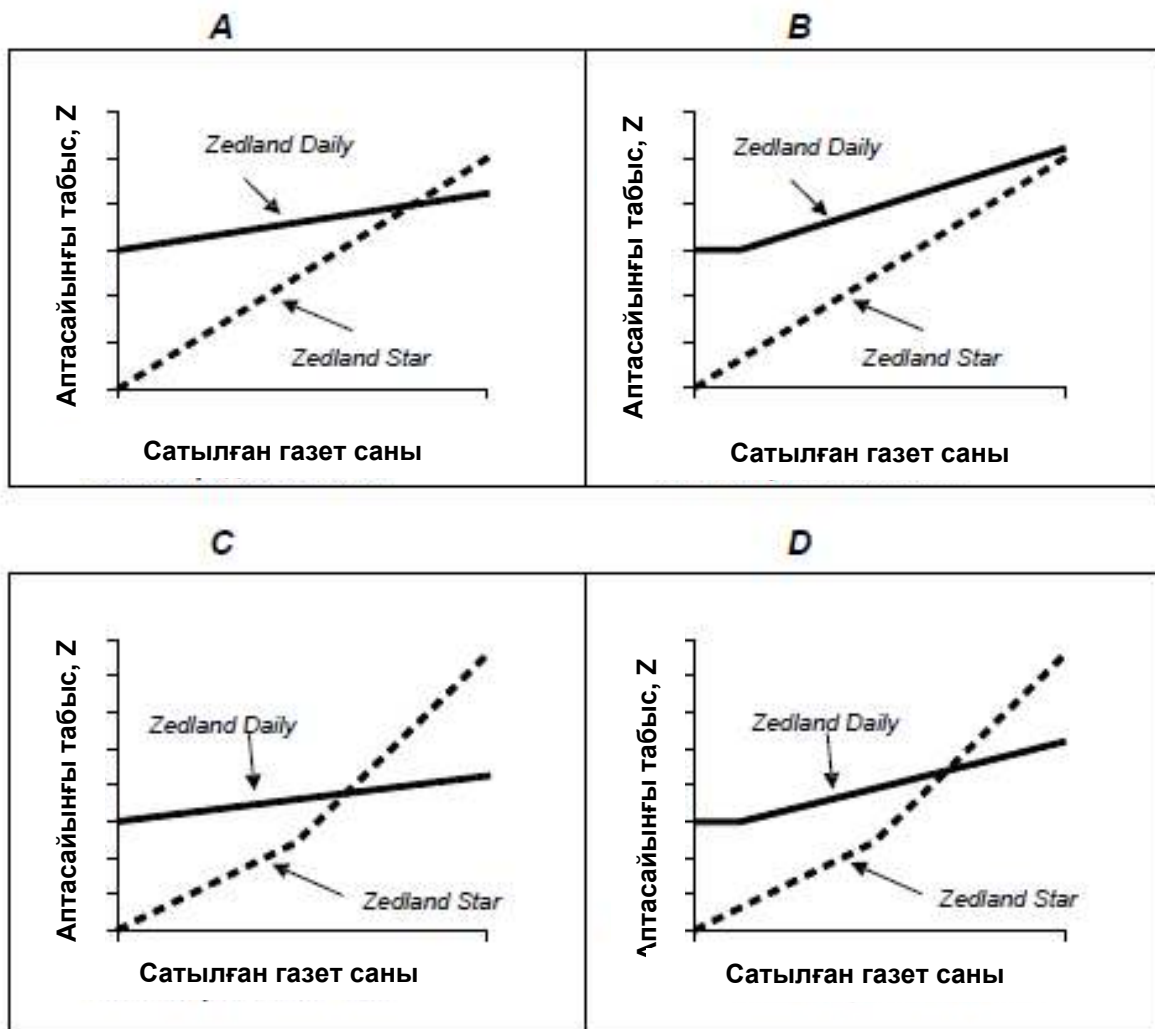 A
B
Аптасайынғы табыс, Z
Zedland Daily
Zedland Star
Сатылған газет саны
Аптасайынғы табыс, Z
Zedland Daily
Zedland Star
Сатылған газет саны
C
D
Аптасайынғы табыс, Z
Zedland Daily
Zedland Star
Сатылған газет саны
Аптасайынғы табыс, Z
Zedland Daily
Zedland Star
Сатылған газет саны